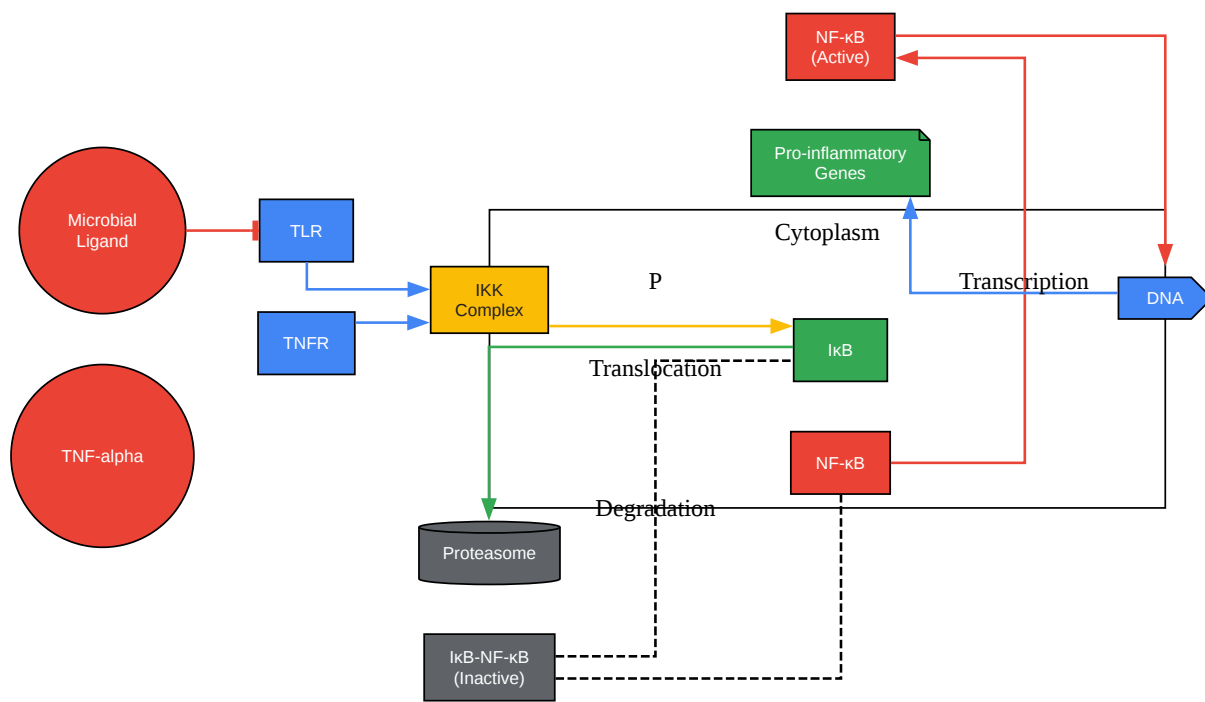 NF-κB
(Active)
Pro-inflammatory
Genes
Microbial
Ligand
TLR
Cytoplasm
P
Transcription
IKK
Complex
DNA
TNFR
IκB
Translocation
TNF-alpha
NF-κB
Degradation
Proteasome
IκB-NF-κB
(Inactive)